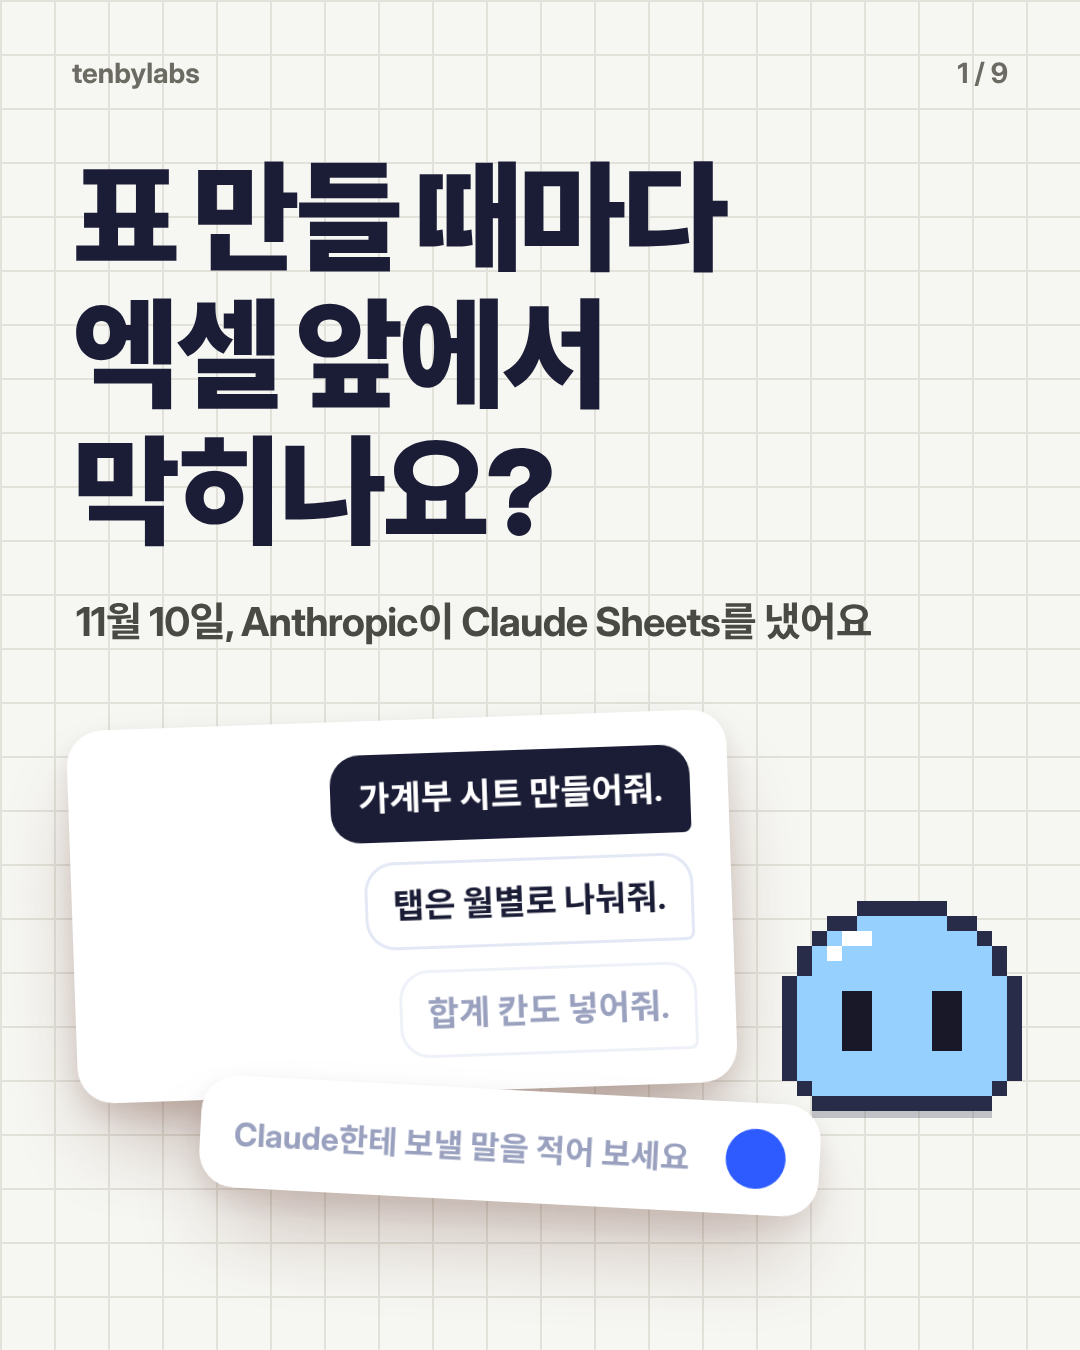 tenbylabs
1 / 9
표 만들 때마다
엑셀 앞에서
막히나요?
11월 10일, Anthropic이 Claude Sheets를 냈어요
가계부 시트 만들어줘.
탭은 월별로 나눠줘.
합계 칸도 넣어줘.
Claude한테 보낼 말을 적어 보세요